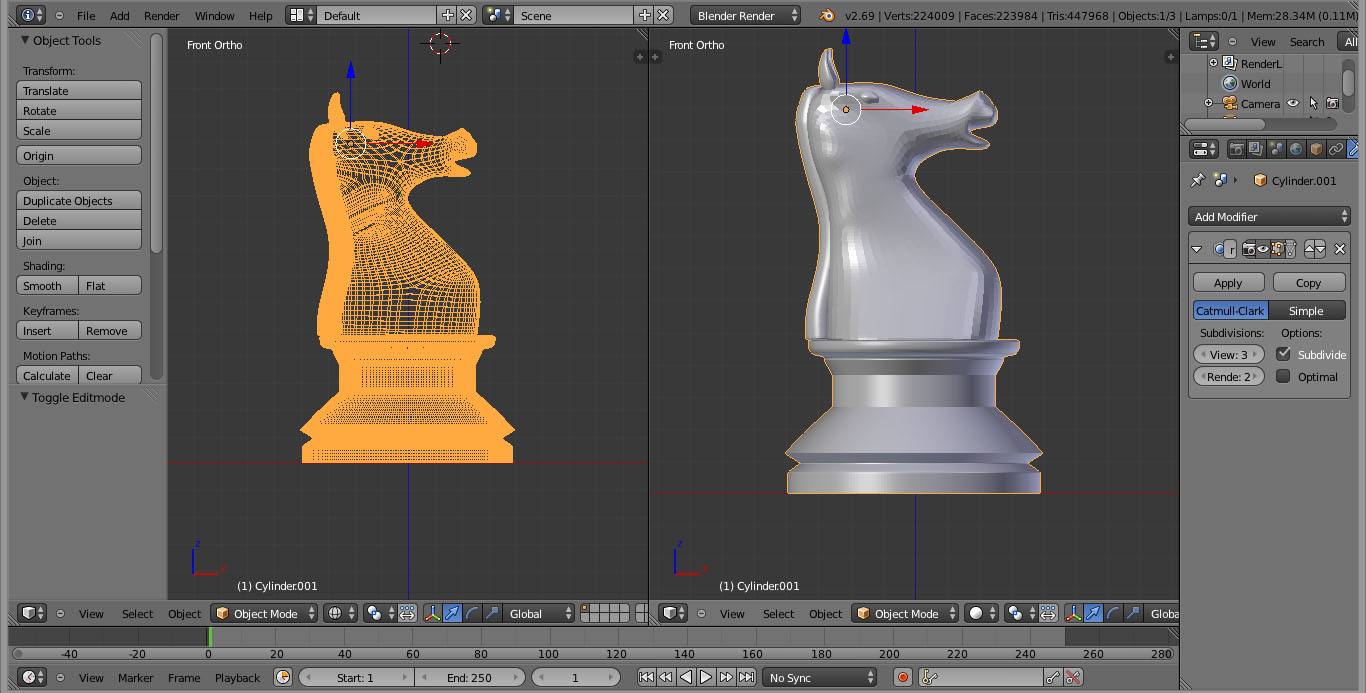 File Add Render Window Help Default Scene Blender Render v2.69 | Verts:224009 | Faces:223984 | Tris:447968 | Objects:1/3 | Lamps:0/1 | Mem:28.34M (0.11M)
Object Tools
Transform:
Translate
Rotate
Scale
Origin
Object:
Duplicate Objects
Delete
Join
Shading:
Smooth Flat
Keyframes:
Insert Remove
Motion Paths:
Calculate Clear
Toggle Editmode
Front Ortho
z
x
(1) Cylinder.001
View Select Object Object Mode Global
Front Ortho
z
x
(1) Cylinder.001
View Select Object Object Mode Globa
View Search All
RenderL
World
Camera
Cylinder.001
Add Modifier
r
Apply Copy
Catmull-Clark Simple
Subdivisions: Options:
View: 3 Subdivide
Rende: 2 Optimal
-40 -20 0 20 40 60 80 100 120 140 160 180 200 220 240 260 280
View Marker Frame Playback Start: 1 End: 250 1 No Sync